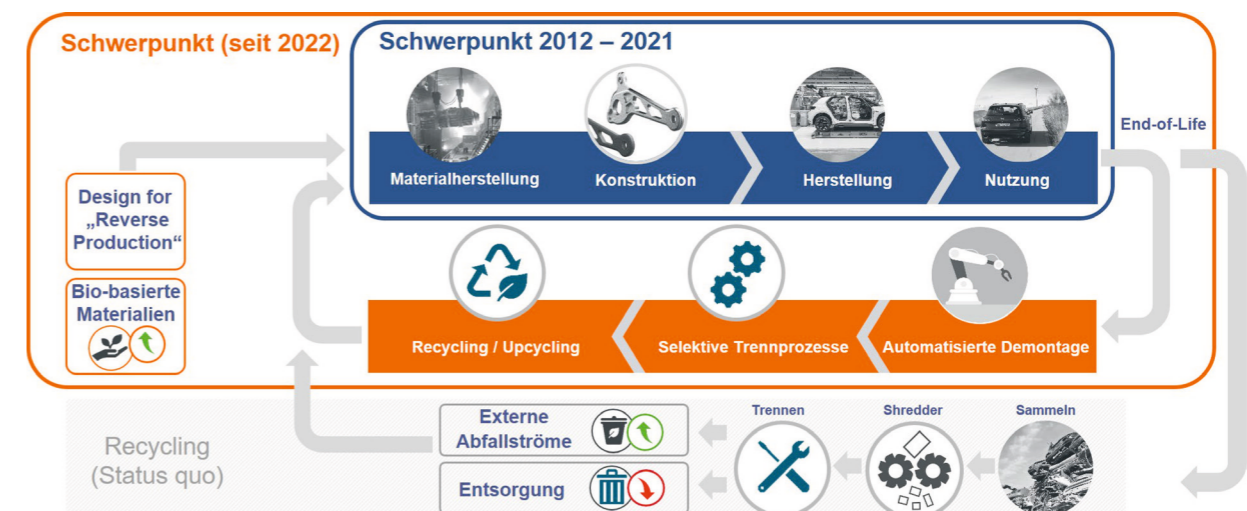 Schwerpunkt (seit 2022)
Schwerpunkt 2012 – 2021
Materialherstellung
Konstruktion
Herstellung
Nutzung
End-of-Life
Design for
„Reverse
Production“
Bio-basierte
Materialien
Recycling / Upcycling
Selektive Trennprozesse
Automatisierte Demontage
Recycling
(Status quo)
Externe
Abfallströme
Entsorgung
Trennen
Shredder
Sammeln